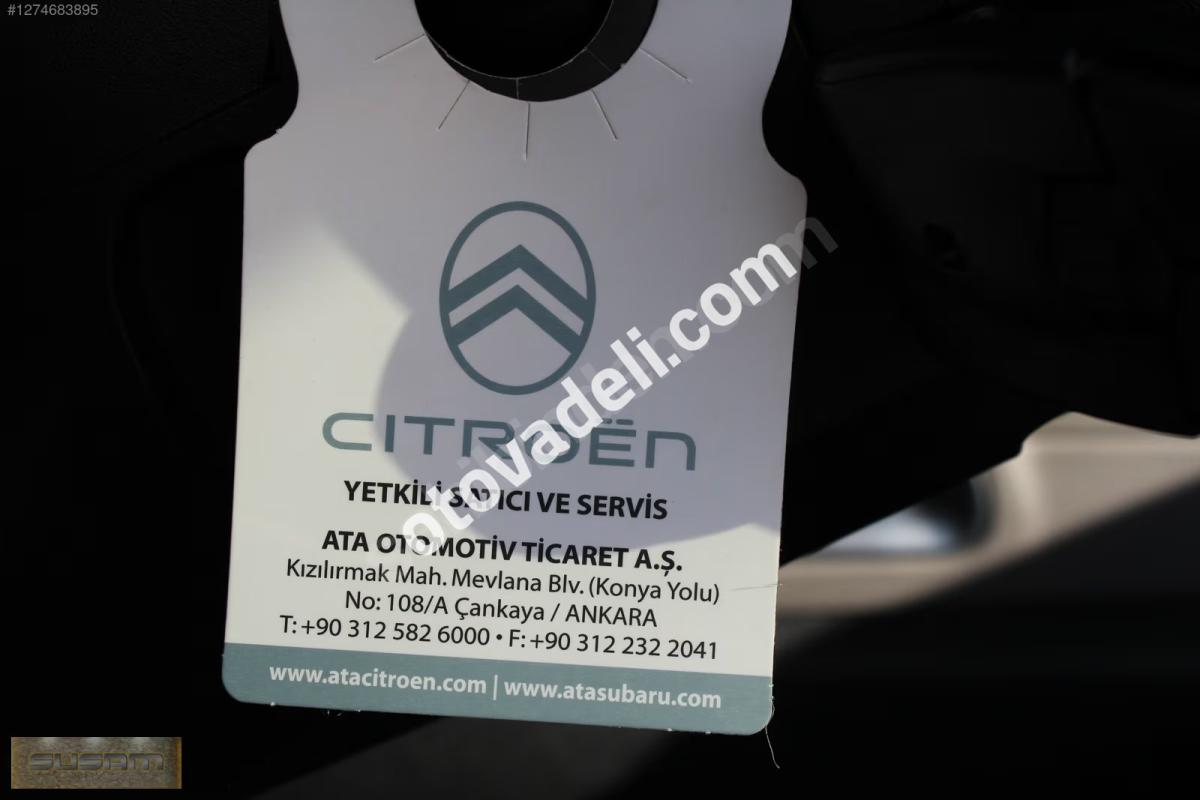 #1274683895
CITROËN
YETKİLİ SATICI VE SERVİS
ATA OTOMOTİV TİCARET A.Ş.
Kızılırmak Mah. Mevlana Blv. (Konya Yolu)
No: 108/A Çankaya / ANKARA
T: +90 312 582 6000 • F: +90 312 232 2041
www.atacitroen.com | www.atasubaru.com
otovadeli.com
SUSAM